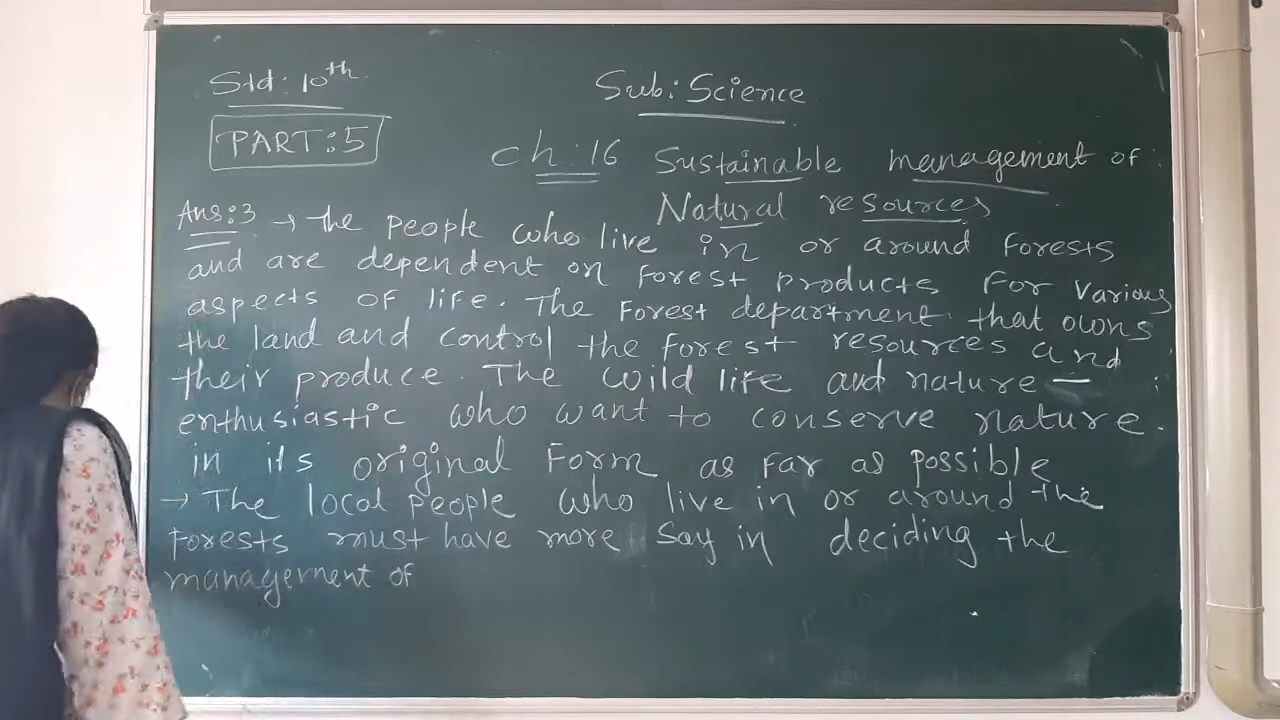 Std: 10th.
Sub: Science
PART: 5
Ch: 16 Sustainable management of
Natural resources
Ans: 3 → the people who live in or around forests
and are dependent on forest products for various
aspects of life. The forest department that owns
the land and control the forest resources and
their produce. The wild life and nature —
enthusiastic who want to conserve nature.
in its original form as far as possible
→ The local people who live in or around the
forests must have more say in deciding the
management of